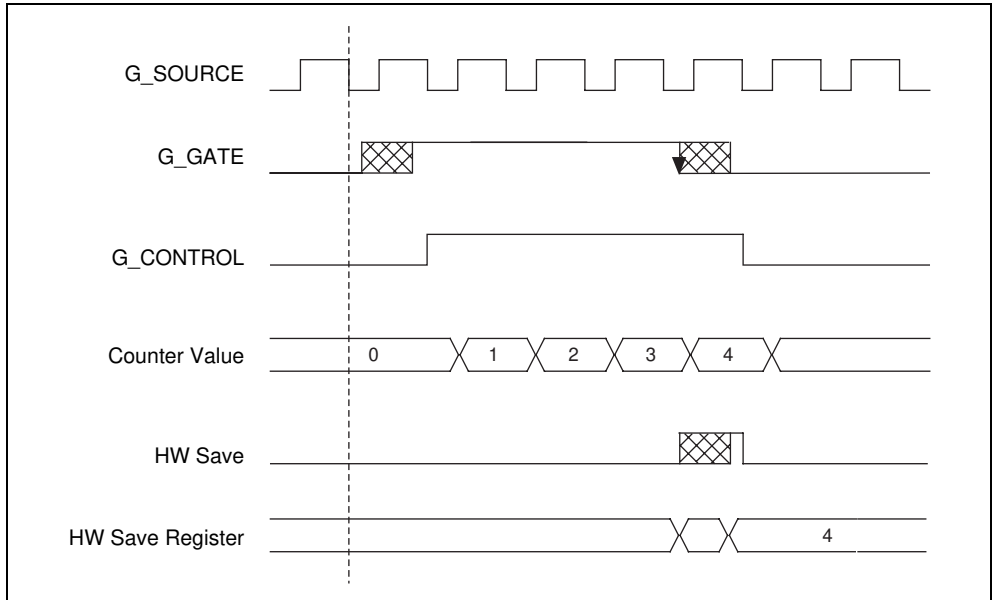 G_SOURCE
G_GATE
G_CONTROL
Counter Value 0 1 2 3 4
HW Save
HW Save Register 4